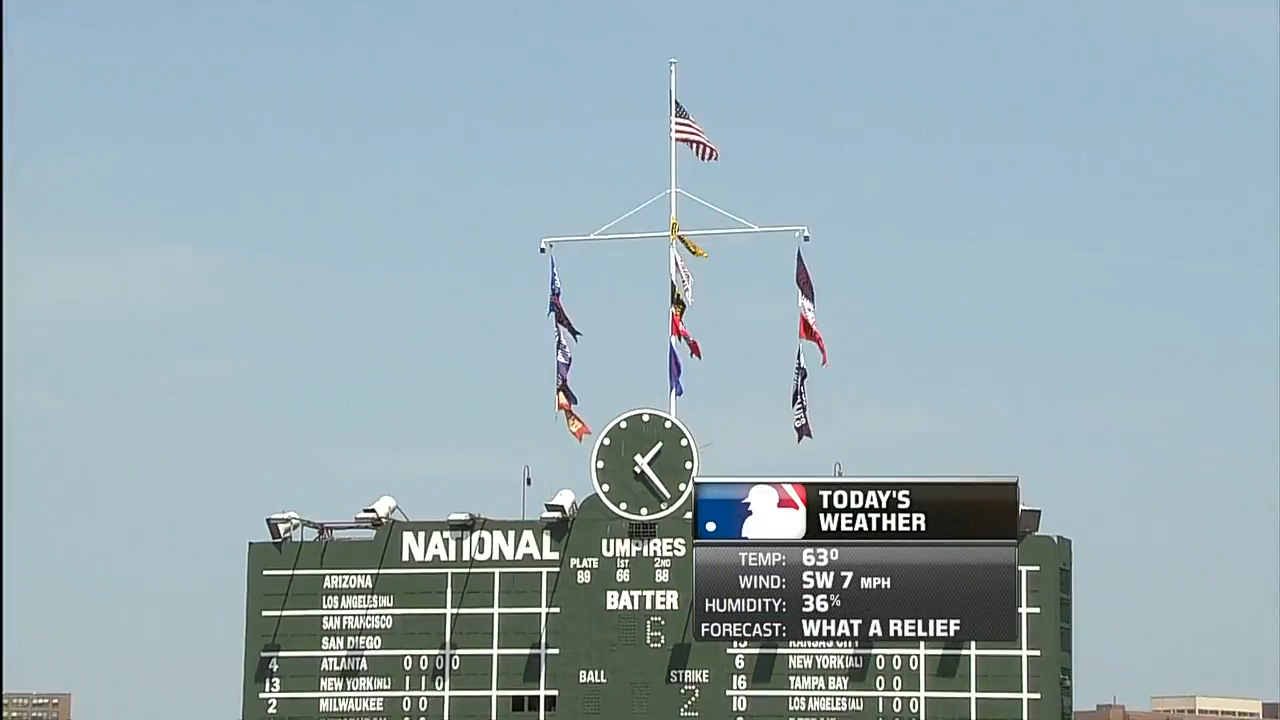 NATIONAL
UMPIRES
PLATE 1ST 2ND
88 66 88
BATTER
6
BALL STRIKE
2
ARIZONA
LOS ANGELES(NL)
SAN FRANCISCO
SAN DIEGO
4 ATLANTA 0 0 0 0
13 NEW YORK(NL) 1 1 0
2 MILWAUKEE 0 0
TODAY'S
WEATHER
TEMP: 63º
WIND: SW 7 MPH
HUMIDITY: 36%
FORECAST: WHAT A RELIEF
KANSAS CITY
6 NEW YORK(AL) 0 0 0
16 TAMPA BAY 0 0
10 LOS ANGELES(AL) 1 0 0